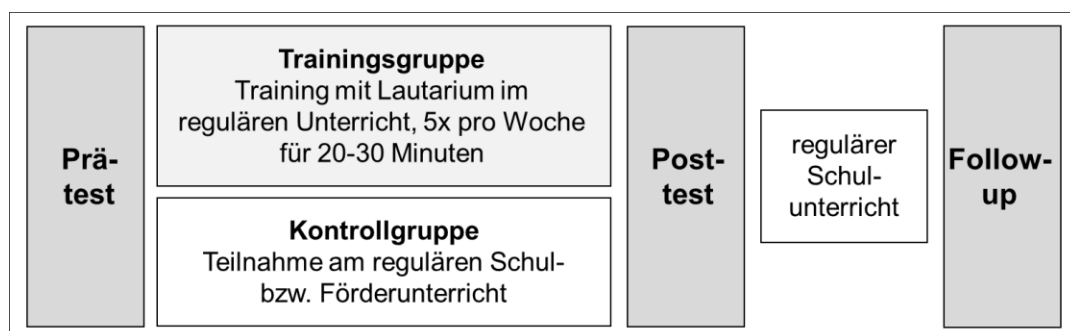 Prä-
test
Trainingsgruppe
Training mit Lautarium im
regulären Unterricht, 5x pro Woche
für 20-30 Minuten
Kontrollgruppe
Teilnahme am regulären Schul-
bzw. Förderunterricht
Post-
test
regulärer
Schul-
unterricht
Follow-
up